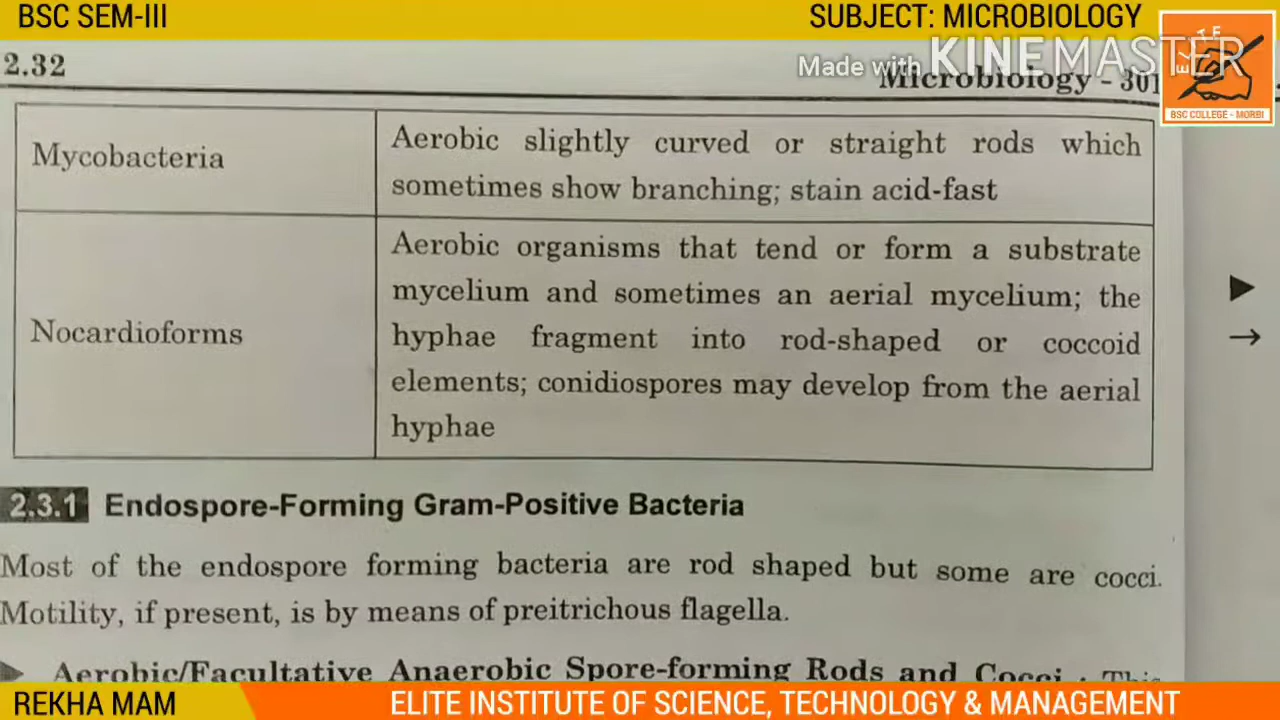 BSC SEM-III
SUBJECT: MICROBIOLOGY
2.32
Made with KINEMASTER
Microbiology - 301
BSC COLLEGE - MORBI
Mycobacteria
Aerobic slightly curved or straight rods which
sometimes show branching; stain acid-fast
Nocardioforms
Aerobic organisms that tend or form a substrate
mycelium and sometimes an aerial mycelium; the
hyphae fragment into rod-shaped or coccoid
elements; conidiospores may develop from the aerial
hyphae
2.3.1 Endospore-Forming Gram-Positive Bacteria
Most of the endospore forming bacteria are rod shaped but some are cocci.
Motility, if present, is by means of preitrichous flagella.
Aerobic/Facultative Anaerobic Spore-forming Rods and Cocci : This
REKHA MAM
ELITE INSTITUTE OF SCIENCE, TECHNOLOGY & MANAGEMENT